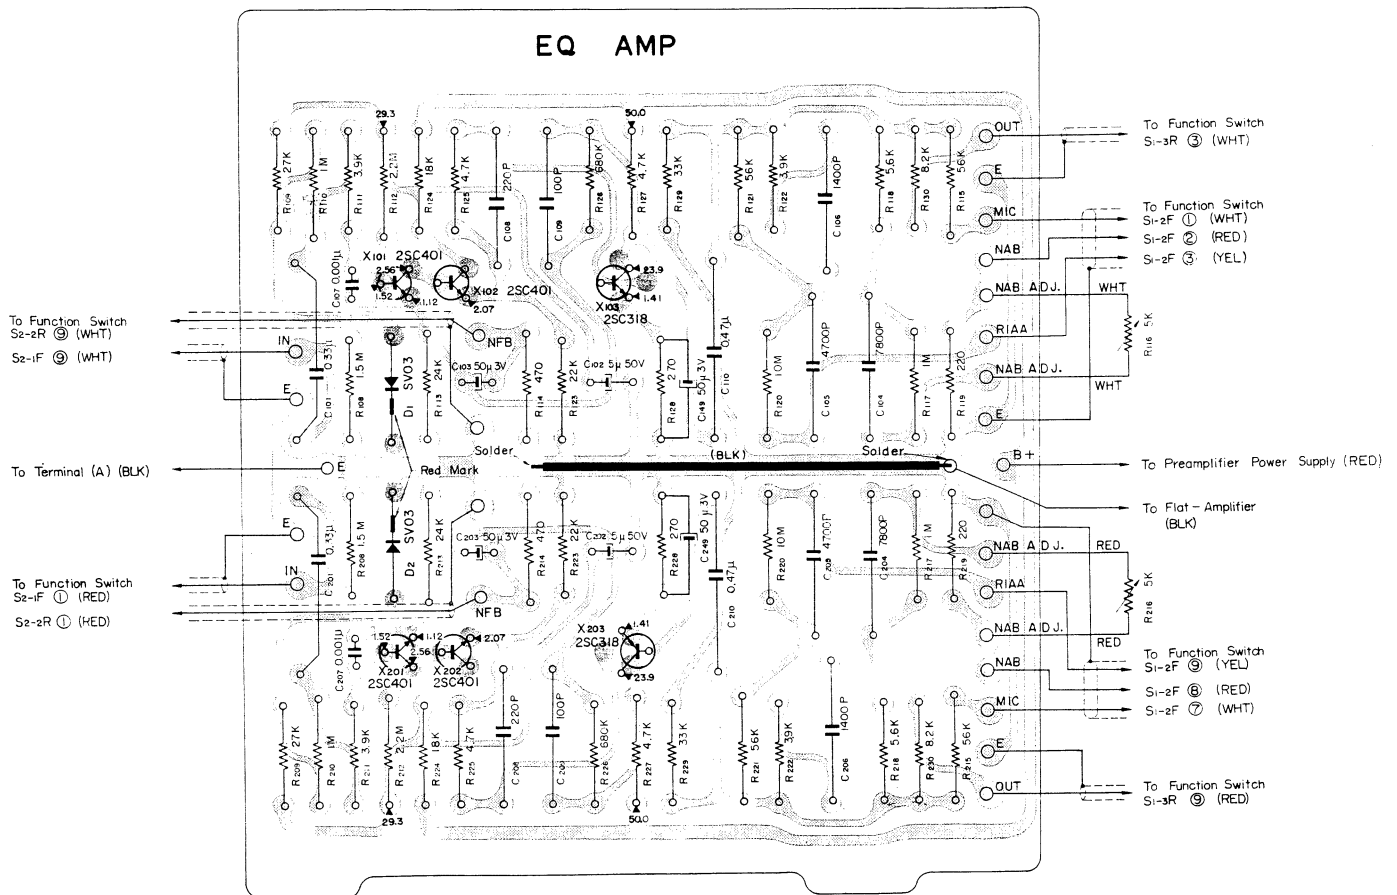 EQ AMP
29.3
50.0
27K
R109
1M
R110
3.9K
R111
2.2M
R112
18K
R124
4.7K
R125
220P
C108
100P
C109
680K
R126
4.7K
R127
33K
R129
56K
R121
3.9K
R122
1400P
C106
5.6K
R118
8.2K
R130
56K
R115
OUT
E
MIC
NAB
NAB ADJ.
RIAA
NAB ADJ.
E
To Function Switch
S1-3R ③ (WHT)
To Function Switch
S1-2F ① (WHT)
S1-2F ② (RED)
S1-2F ③ (YEL)
WHT
R116 5K
WHT
C107 0.001μ
X101 2SC401
2.56
1.52
1.12
X102 2SC401
2.07
X103
2SC318
23.9
1.41
To Function Switch
S2-2R ⑨ (WHT)
S2-1F ⑨ (WHT)
IN
E
NFB
0.33μ
C101
1.5M
R108
SV03
D1
24K
R113
C103 50μ3V
470
R114
22K
R123
C102 5μ 50V
270
R128
C149 50μ3V
0.47μ
C110
10M
R120
4700P
C105
7800P
C104
1M
R117
220
R119
To Terminal (A) (BLK)
E
Red Mark
Solder
(BLK)
Solder
B+
To Preamplifier Power Supply (RED)
To Flat-Amplifier
(BLK)
E
IN
To Function Switch
S2-1F ① (RED)
S2-2R ① (RED)
0.33μ
C201
1.5M
R208
SV03
D2
24K
R213
C203 50μ3V
NFB
470
R214
22K
R223
C202 5μ 50V
270
R228
C249 50μ3V
0.47μ
C210
10M
R220
4700P
C205
7800P
C204
1M
R217
220
R219
NAB ADJ.
RED
RIAA
R216 5K
NAB ADJ.
RED
NAB
MIC
E
OUT
To Function Switch
S1-2F ⑨ (YEL)
S1-2F ⑧ (RED)
S1-2F ⑦ (WHT)
To Function Switch
S1-3R ⑨ (RED)
C207 0.001μ
1.52
1.12
2.56
X201
2SC401
2.07
X202
2SC401
X203
2SC318
1.41
23.9
27K
R209
1M
R210
3.9K
R211
2.2M
R212
18K
R224
4.7K
R225
220P
C208
100P
C209
680K
R226
4.7K
R227
33K
R229
56K
R221
3.9K
R222
1400P
C206
5.6K
R218
8.2K
R230
56K
R215
29.3
50.0